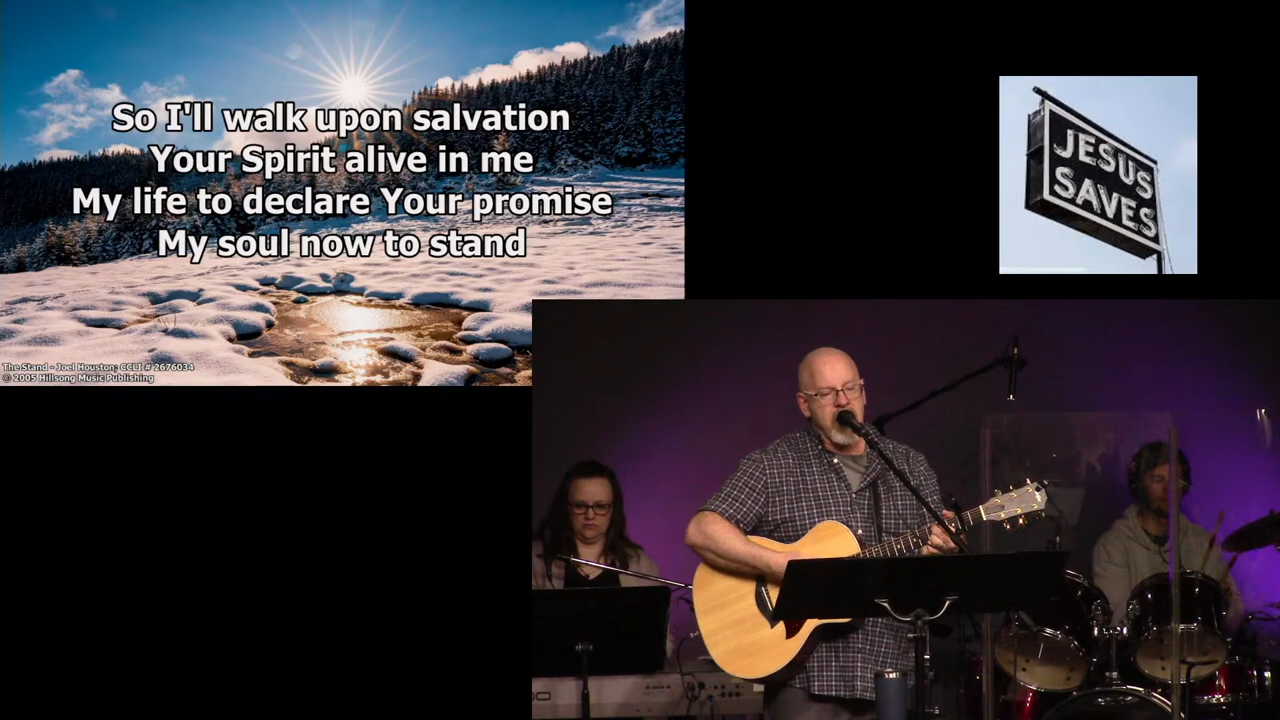 So I'll walk upon salvation
Your Spirit alive in me
My life to declare Your promise
My soul now to stand
The Stand - Joel Houston; CCLI # 2676034
© 2005 Hillsong Music Publishing
JESUS
SAVES